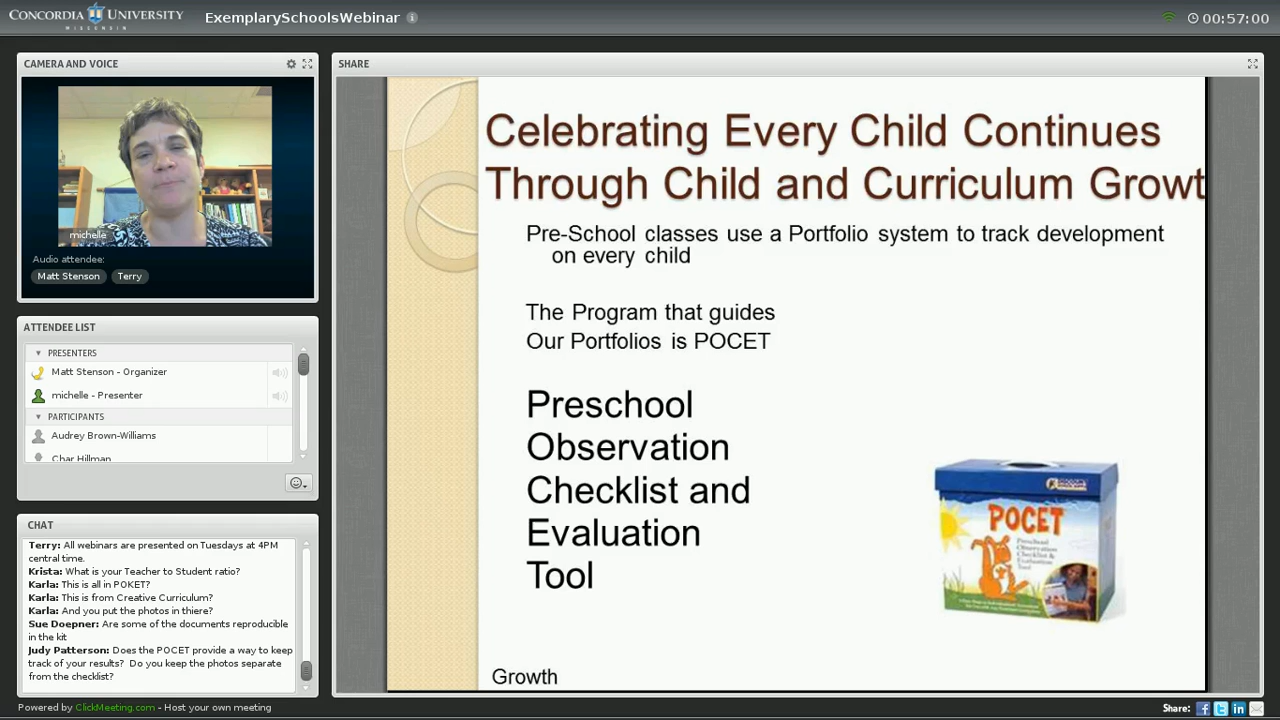 CONCORDIA UNIVERSITY
WISCONSIN
ExemplarySchoolsWebinar
00:57:00
CAMERA AND VOICE
michelle
Audio attendee:
Matt Stenson Terry
ATTENDEE LIST
PRESENTERS
Matt Stenson - Organizer
michelle - Presenter
PARTICIPANTS
Audrey Brown-Williams
Char Hillman
CHAT
Terry: All webinars are presented on Tuesdays at 4PM
central time.
Krista: What is your Teacher to Student ratio?
Karla: This is all in POKET?
Karla: This is from Creative Curriculum?
Karla: And you put the photos in thiere?
Sue Doepner: Are some of the documents reproducible
in the kit
Judy Patterson: Does the POCET provide a way to keep
track of your results? Do you keep the photos separate
from the checklist?
Powered by ClickMeeting.com - Host your own meeting
SHARE
Celebrating Every Child Continues
Through Child and Curriculum Growt
Pre-School classes use a Portfolio system to track development
on every child
The Program that guides
Our Portfolios is POCET
Preschool
Observation
Checklist and
Evaluation
Tool
POCET
Preschool
Observation
Checklist &
Evaluation
Tool
Growth
Share: